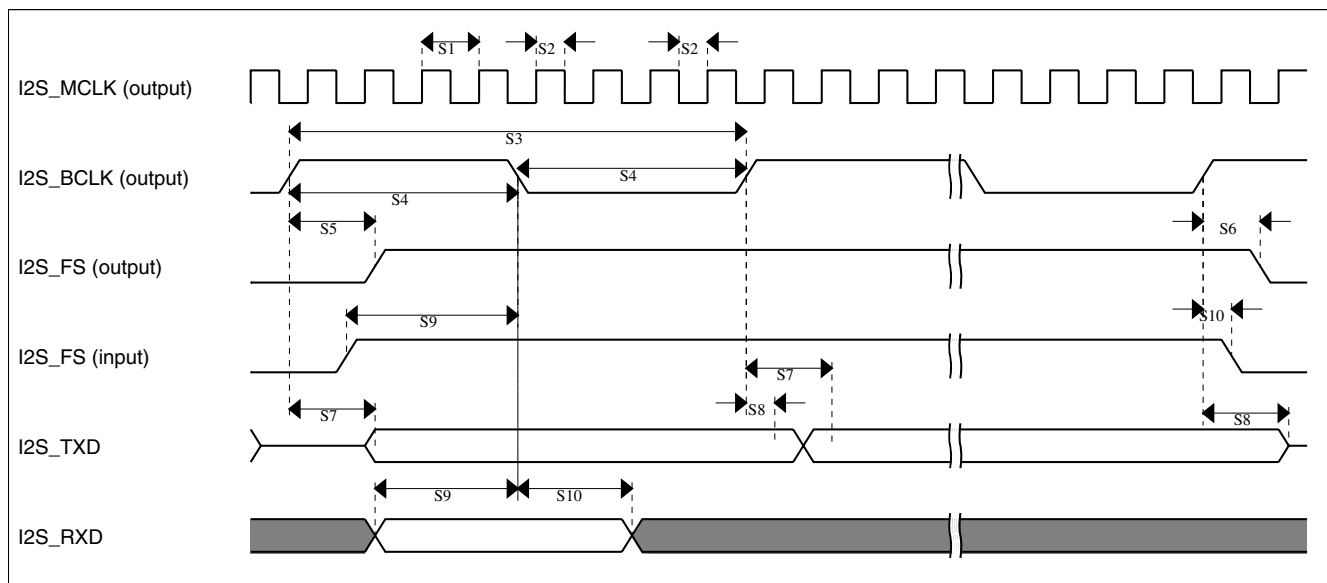 S1 S2 S2
I2S_MCLK (output)
S3
I2S_BCLK (output)
S4
S4
S5 S6
I2S_FS (output)
S9 S10
I2S_FS (input)
S7
S7 S8 S8
I2S_TXD
S9 S10
I2S_RXD